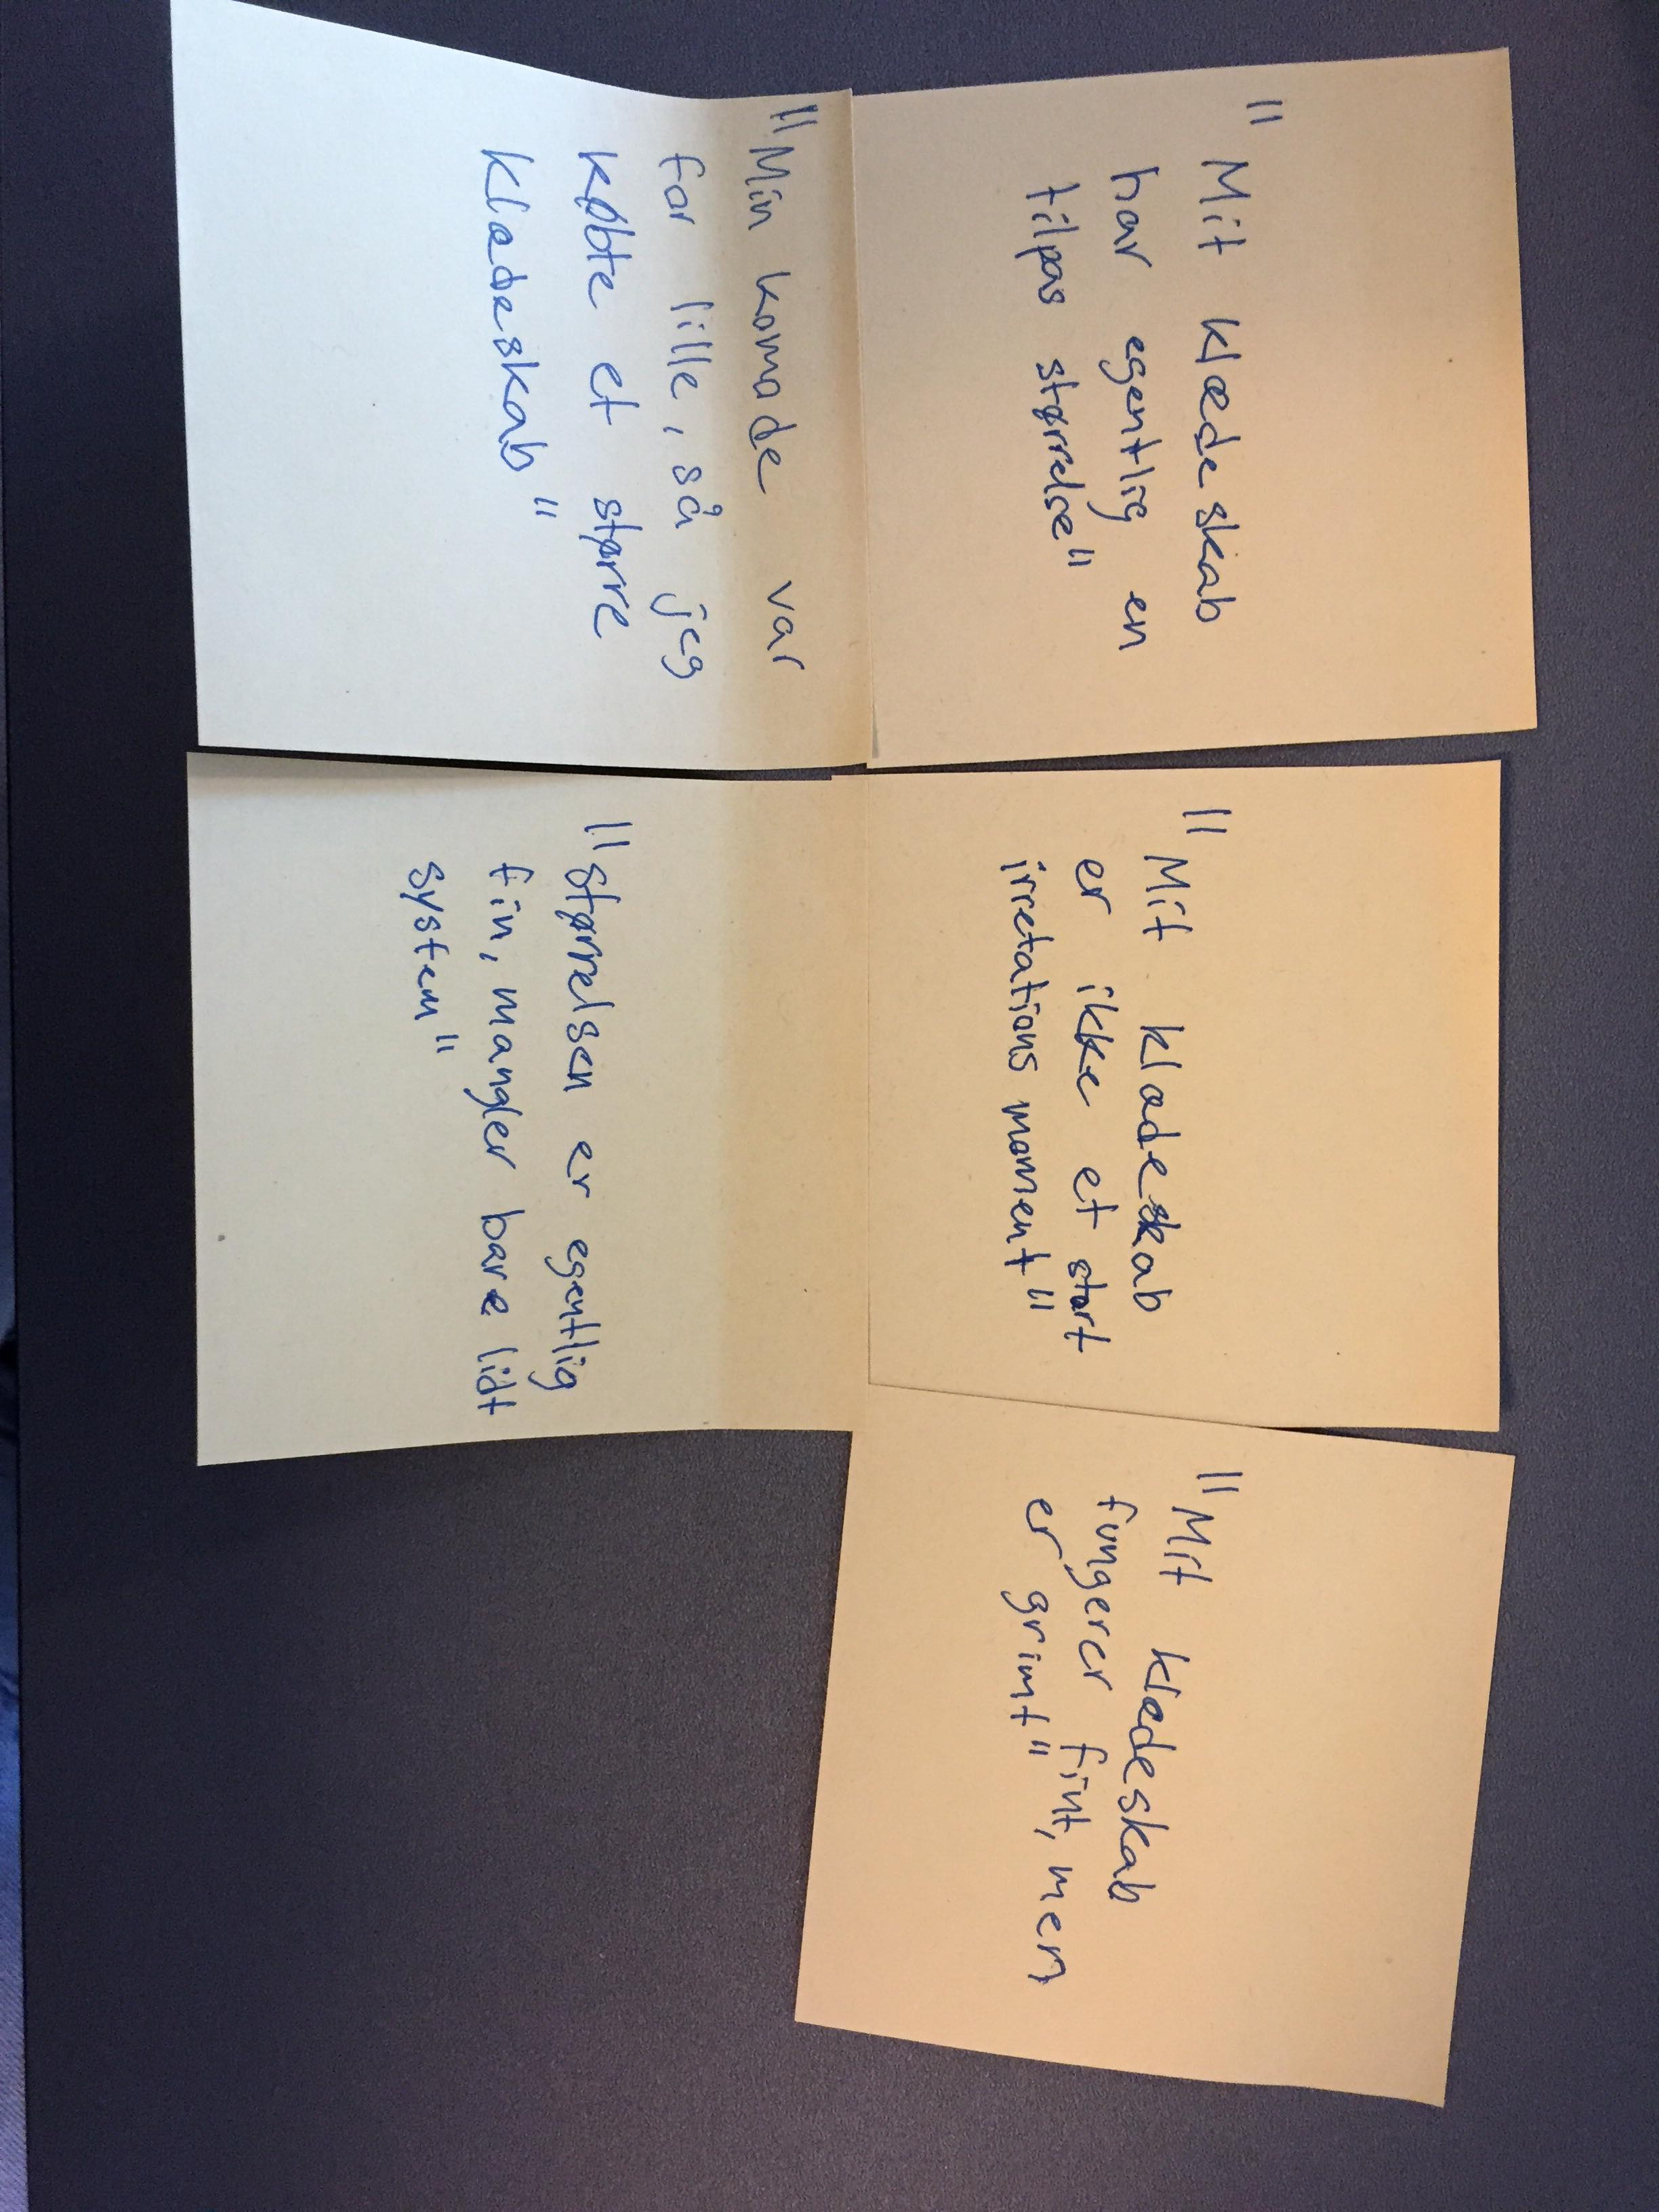 "Mit klædeskab
har egentlig en
tilpas størrelse"
"Mit klædeskab
er ikke et stort
irretations moment"
"Mit klædeskab
fungerer fint, men
er grimt"
"Min komode var
for lille, så jeg
købte et større
klædeskab"
"størrelsen er egentlig
fin, mangler bare lidt
system"